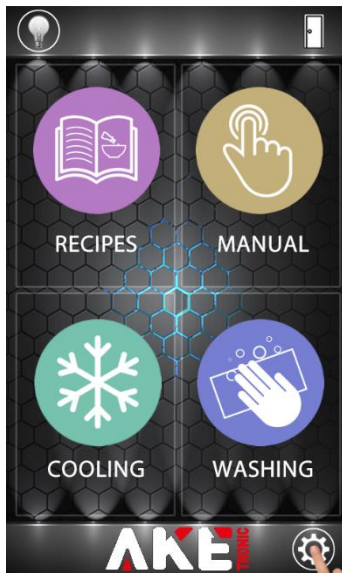 RECIPES
MANUAL
COOLING
WASHING
AKE
TRONIC